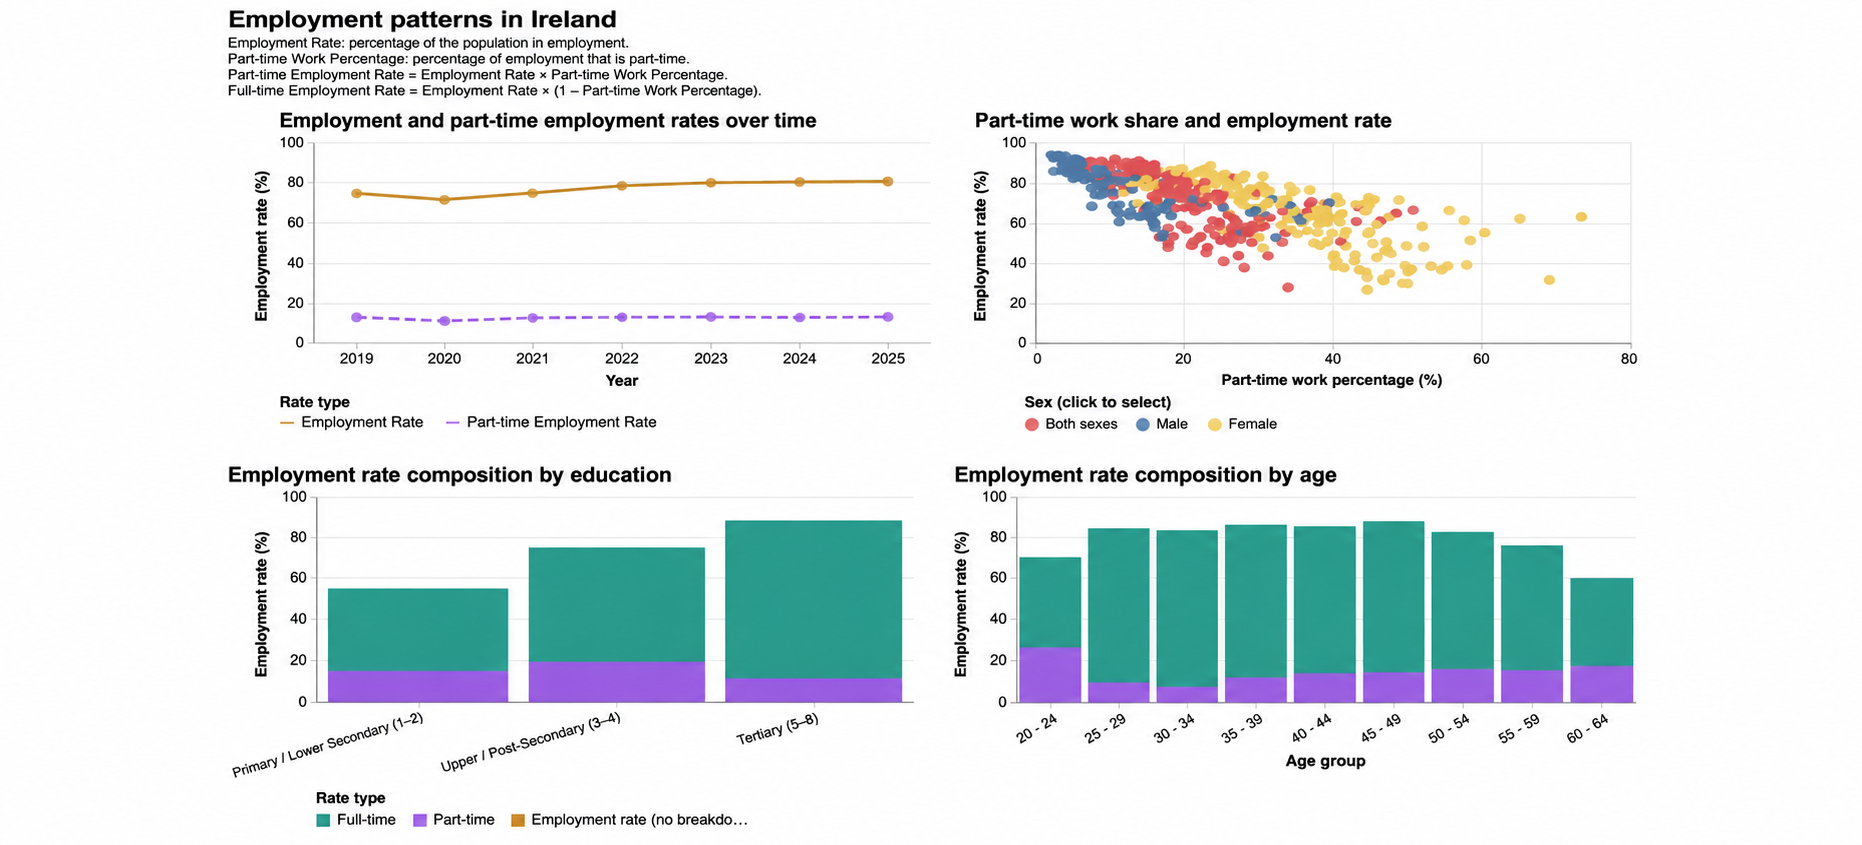 Employment patterns in Ireland
Employment Rate: percentage of the population in employment.
Part-time Work Percentage: percentage of employment that is part-time.
Part-time Employment Rate = Employment Rate × Part-time Work Percentage.
Full-time Employment Rate = Employment Rate × (1 – Part-time Work Percentage).
Employment and part-time employment rates over time
Employment rate (%)
100
80
60
40
20
0
2019 2020 2021 2022 2023 2024 2025
Year
Rate type
Employment Rate Part-time Employment Rate
Part-time work share and employment rate
Employment rate (%)
100
80
60
40
20
0
0 20 40 60 80
Part-time work percentage (%)
Sex (click to select)
Both sexes Male Female
Employment rate composition by education
Employment rate (%)
100
80
60
40
20
0
Primary / Lower Secondary (1–2)
Upper / Post-Secondary (3–4)
Tertiary (5–8)
Employment rate composition by age
Employment rate (%)
100
80
60
40
20
0
20 - 24 25 - 29 30 - 34 35 - 39 40 - 44 45 - 49 50 - 54 55 - 59 60 - 64
Age group
Rate type
Full-time Part-time Employment rate (no breakdo…